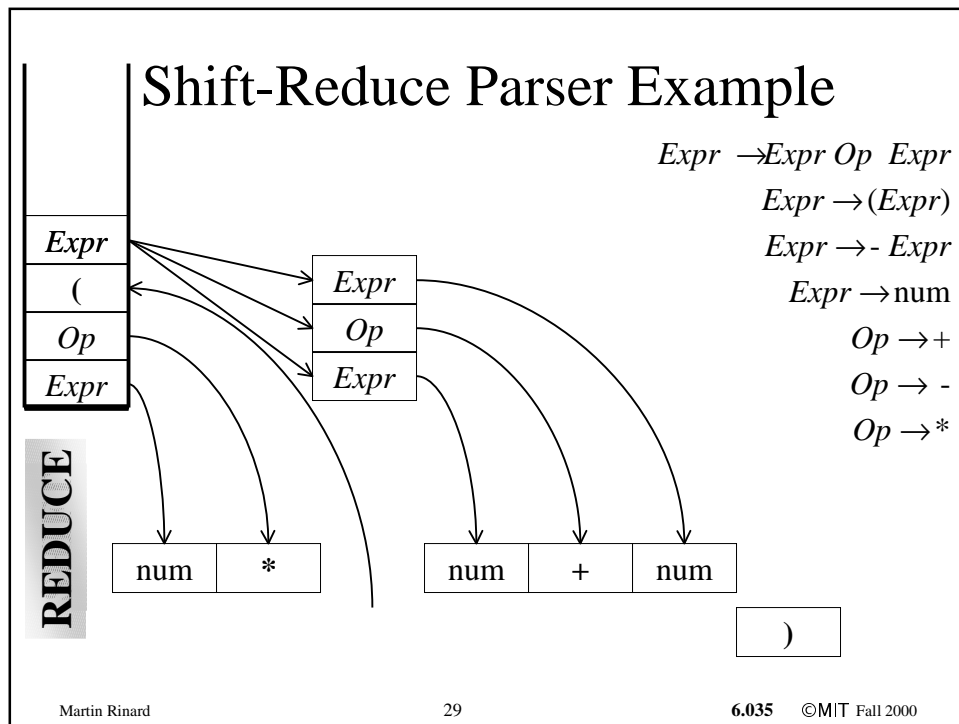 Shift-Reduce Parser Example
Expr → Expr Op Expr
Expr → (Expr)
Expr → - Expr
Expr → num
Op → +
Op → -
Op → *
Expr
(
Op
Expr
Expr
Op
Expr
REDUCE
num * num + num
)
Martin Rinard 29 6.035 ©MIT Fall 2000